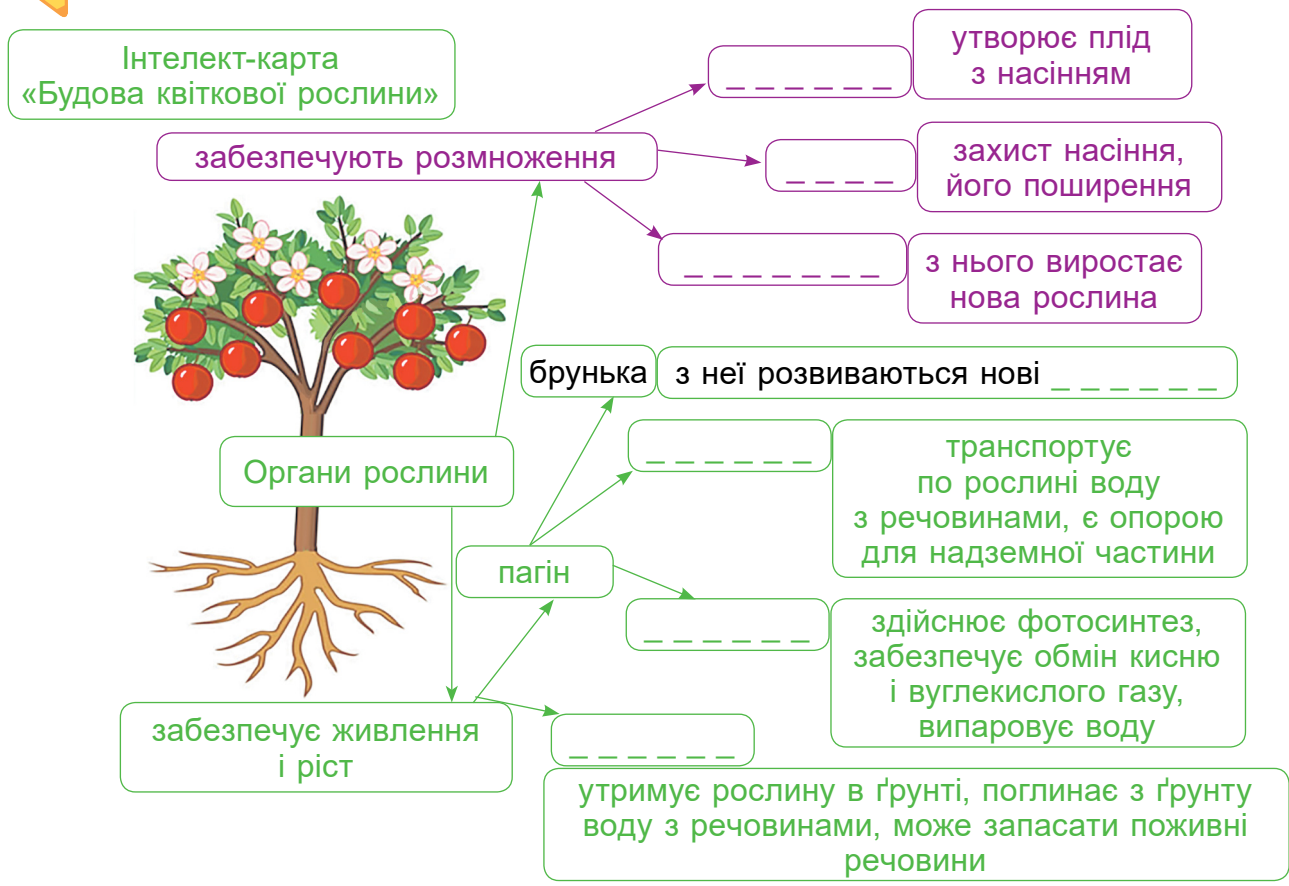 Інтелект-карта
«Будова квіткової рослини»
забезпечують розмноження
_ _ _ _ _ _
утворює плід
з насінням
_ _ _ _
захист насіння,
його поширення
_ _ _ _ _ _ _
з нього виростає
нова рослина
Органи рослини
брунька
з неї розвиваються нові _ _ _ _ _ _
_ _ _ _ _ _
транспортує
по рослині воду
з речовинами, є опорою
для надземної частини
пагін
_ _ _ _ _ _
здійснює фотосинтез,
забезпечує обмін кисню
і вуглекислого газу,
випаровує воду
забезпечує живлення
і ріст
_ _ _ _ _ _
утримує рослину в ґрунті, поглинає з ґрунту
воду з речовинами, може запасати поживні
речовини